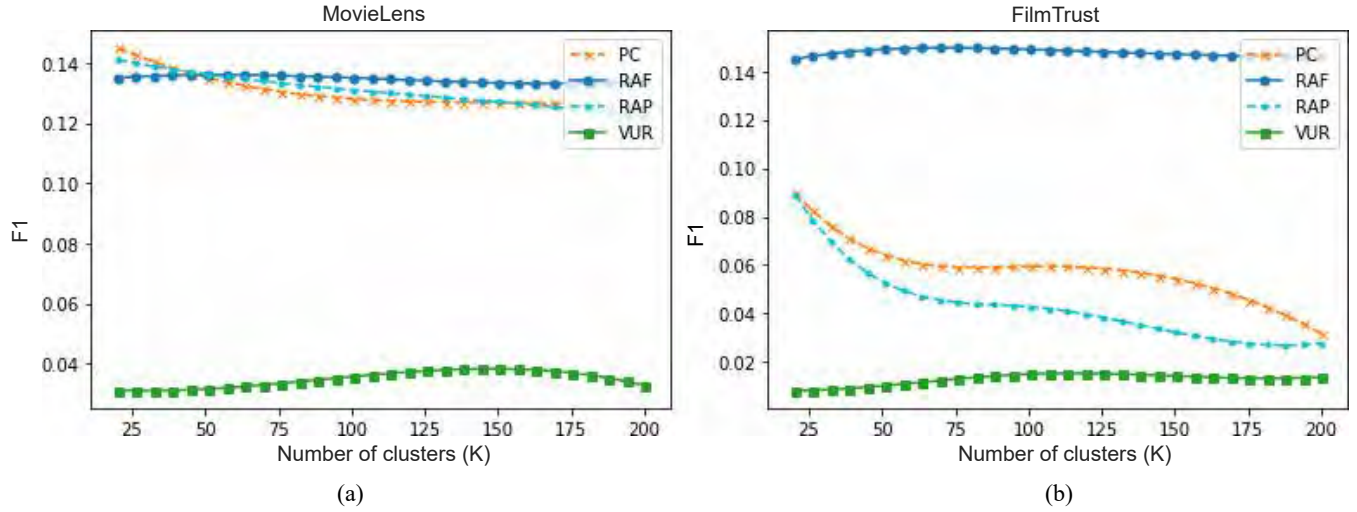 MovieLens
0.14
0.12
0.10
0.08
0.06
0.04
F1
PC
RAF
RAP
VUR
25 50 75 100 125 150 175 200
Number of clusters (K)
(a)
FilmTrust
0.14
0.12
0.10
0.08
0.06
0.04
0.02
F1
PC
RAF
RAP
VUR
25 50 75 100 125 150 175 200
Number of clusters (K)
(b)